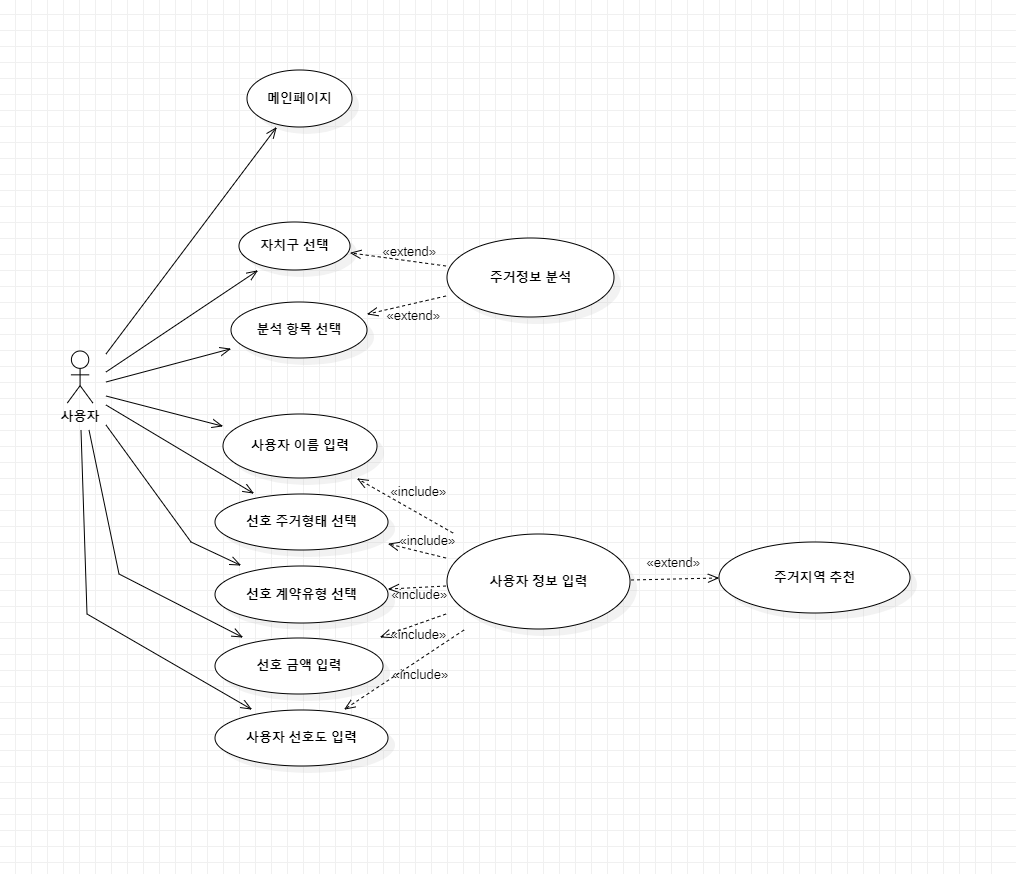 메인페이지
자치구 선택
«extend»
주거정보 분석
분석 항목 선택
«extend»
사용자
사용자 이름 입력
«include»
선호 주거형태 선택
«include»
사용자 정보 입력
«extend»
주거지역 추천
선호 계약유형 선택
«include»
«include»
선호 금액 입력
«include»
사용자 선호도 입력